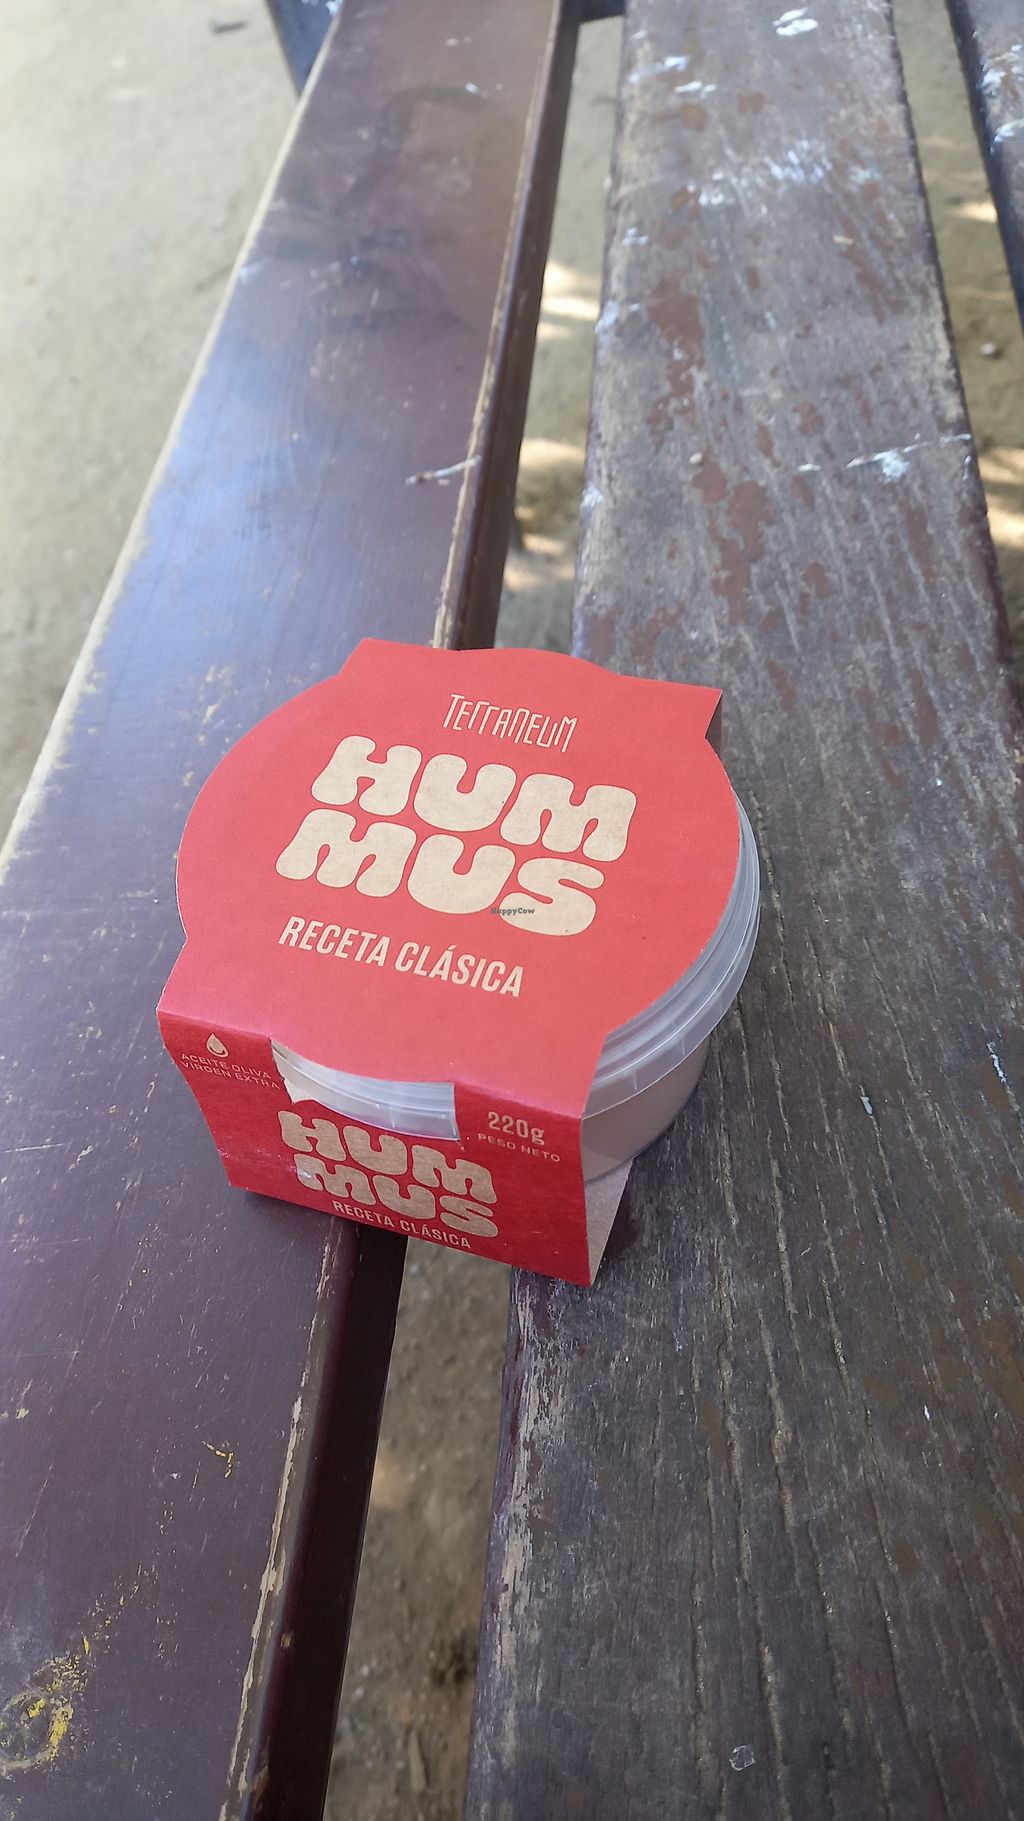 TERRANEUM
HUM
MUS
HappyCow
RECETA CLÁSICA
ACEITE OLIVA
VIRGEN EXTRA
220g
PESO NETO
HUM
MUS
RECETA CLÁSICA